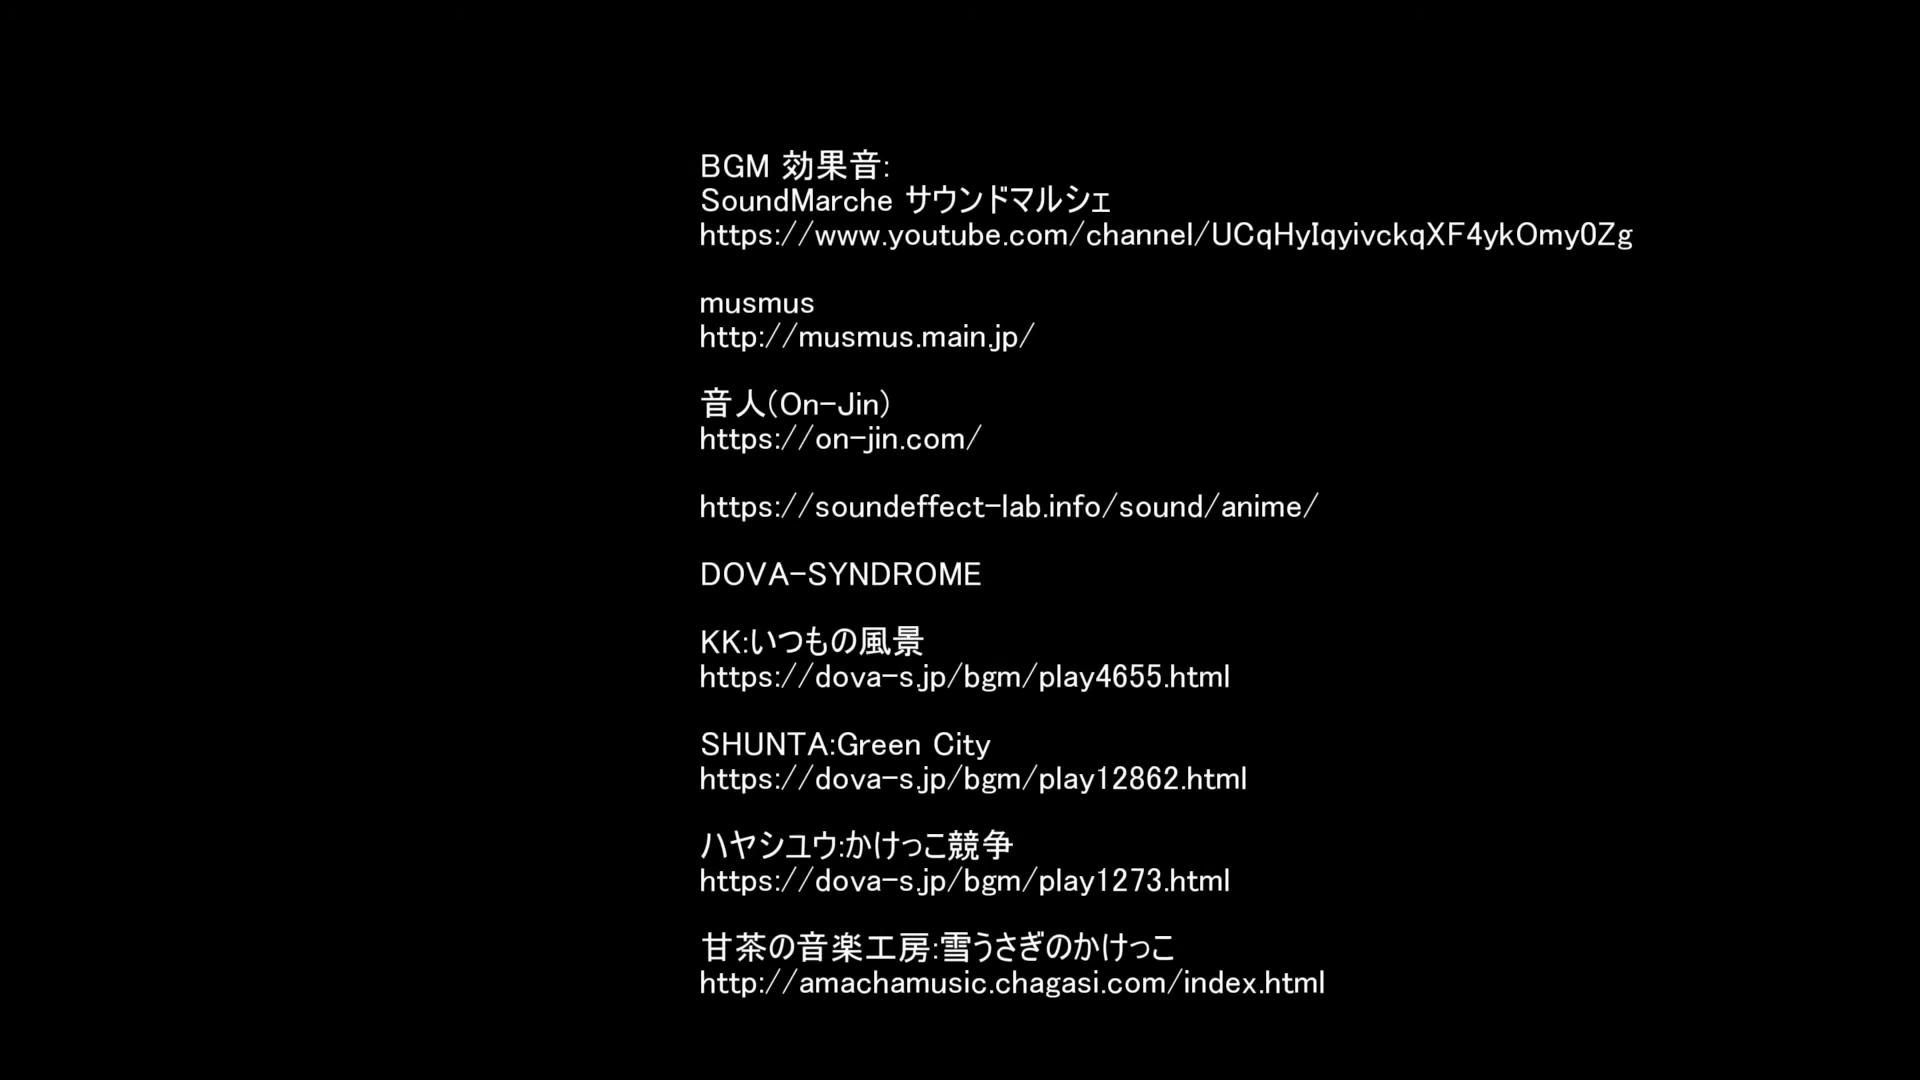 BGM 効果音:
SoundMarche サウンドマルシェ
https://www.youtube.com/channel/UCqHyIqyivckqXF4ykOmy0Zg
musmus
http://musmus.main.jp/
音人(On-Jin)
https://on-jin.com/
https://soundeffect-lab.info/sound/anime/
DOVA-SYNDROME
KK:いつもの風景
https://dova-s.jp/bgm/play4655.html
SHUNTA:Green City
https://dova-s.jp/bgm/play12862.html
ハヤシユウ:かけっこ競争
https://dova-s.jp/bgm/play1273.html
甘茶の音楽工房:雪うさぎのかけっこ
http://amachamusic.chagasi.com/index.html